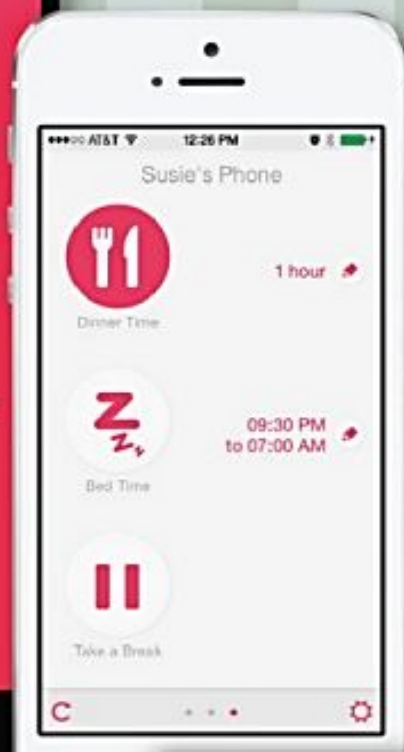 AT&T 12:26 PM
Susie's Phone
1 hour
Dinner Time
09:30 PM
to 07:00 AM
Z
z
z
Bed Time
Take a Break